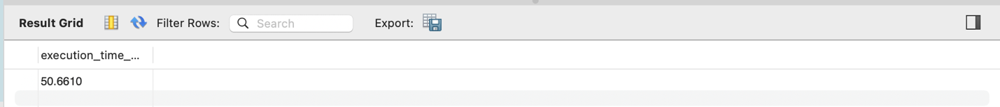 Result Grid Filter Rows: Search Export:
execution_time_...
50.6610